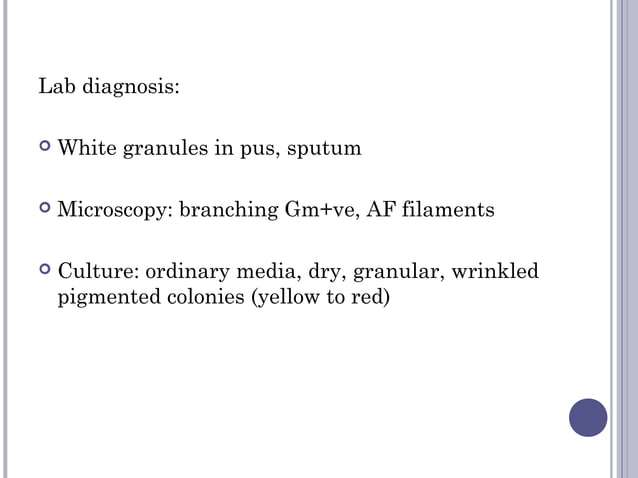 Lab diagnosis:
White granules in pus, sputum
Microscopy: branching Gm+ve, AF filaments
Culture: ordinary media, dry, granular, wrinkled
pigmented colonies (yellow to red)